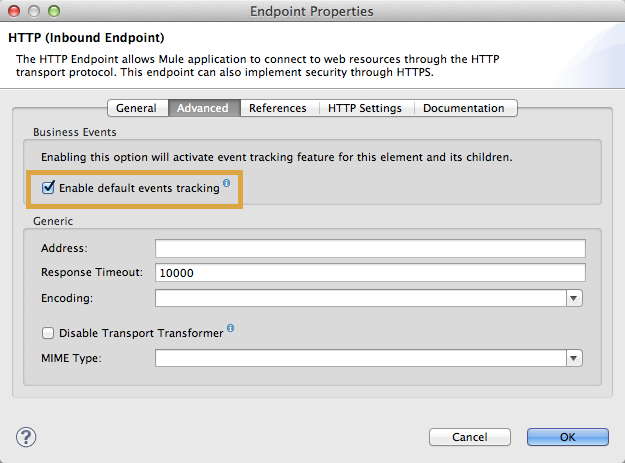 Endpoint Properties
HTTP (Inbound Endpoint)
The HTTP Endpoint allows Mule application to connect to web resources through the HTTP
transport protocol. This endpoint can also implement security through HTTPS.
General Advanced References HTTP Settings Documentation
Business Events
Enabling this option will activate event tracking feature for this element and its children.
Enable default events tracking i
Generic
Address:
Response Timeout: 10000
Encoding:
Disable Transport Transformer i
MIME Type:
? Cancel OK